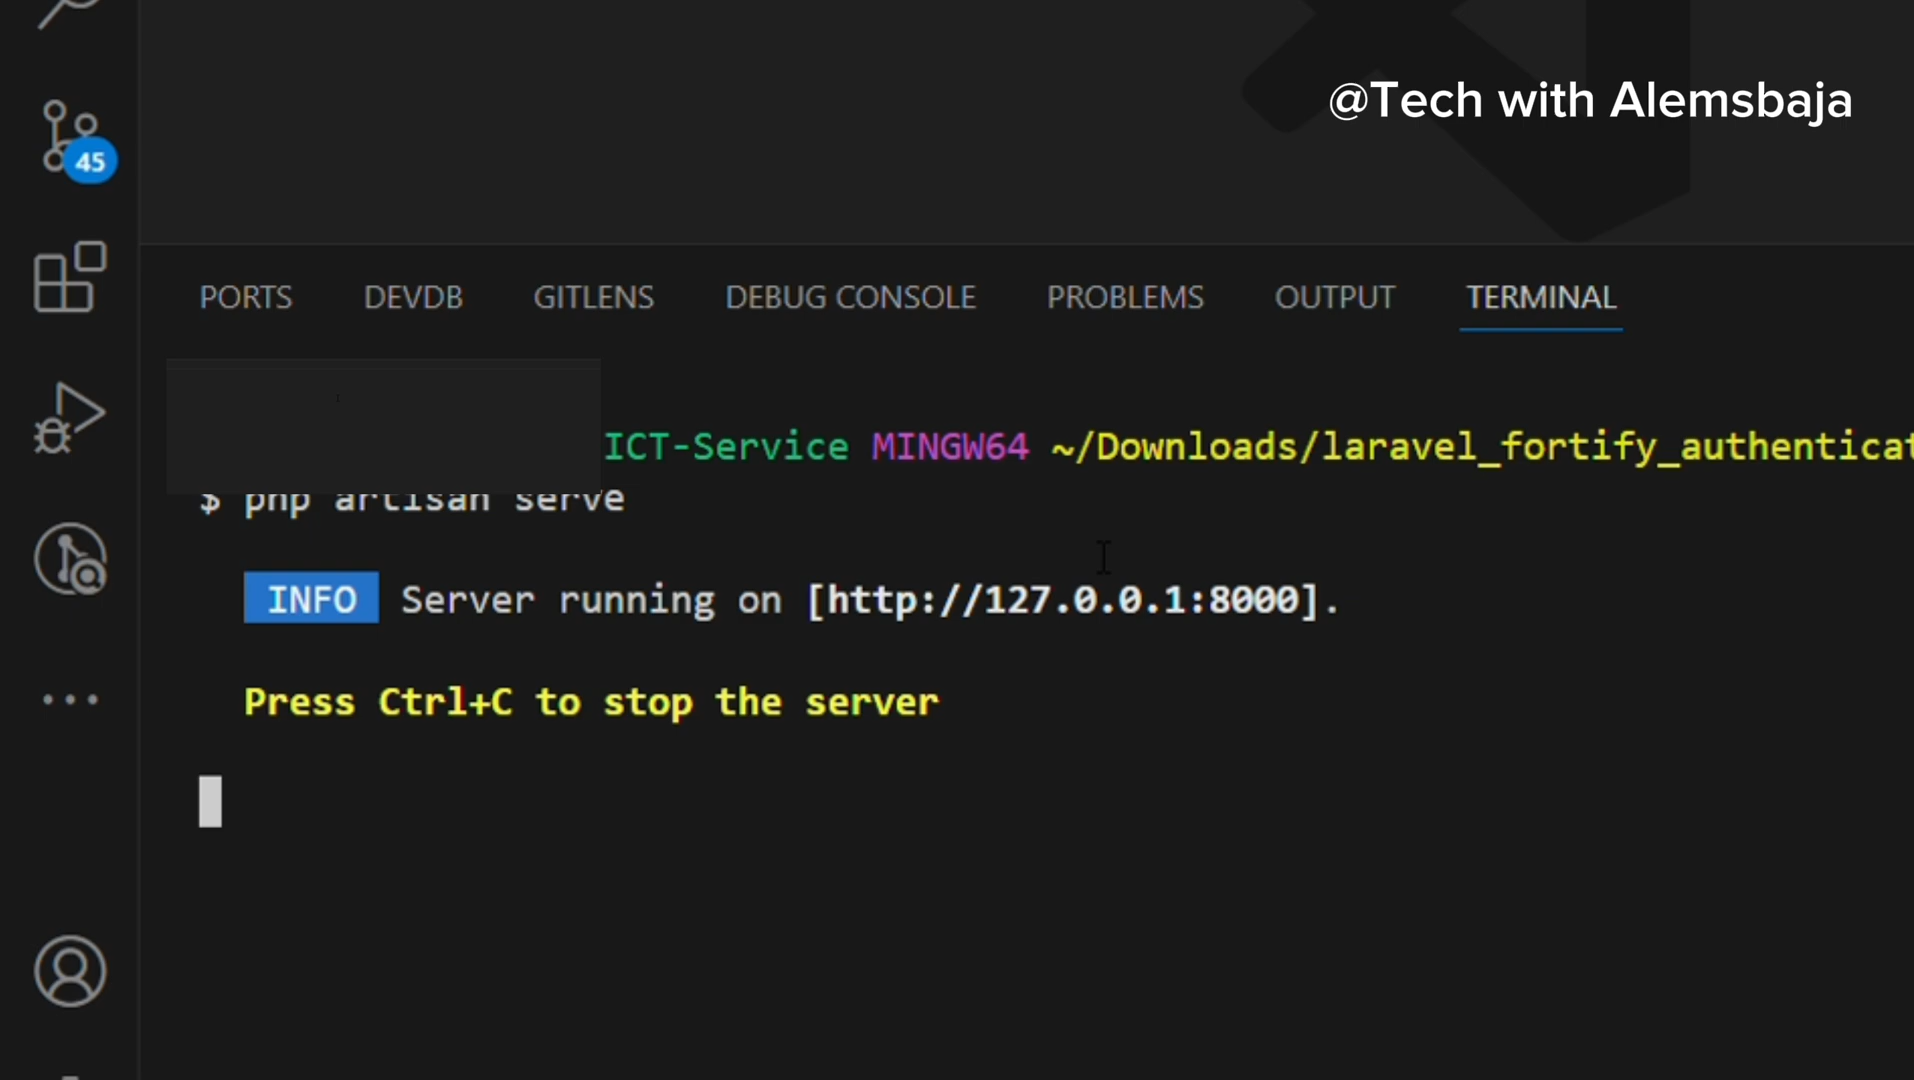 @Tech with Alemsbaja
45
PORTS DEVDB GITLENS DEBUG CONSOLE PROBLEMS OUTPUT TERMINAL
ICT-Service MINGW64 ~/Downloads/laravel_fortify_authenticat
$ php artisan serve
INFO Server running on [http://127.0.0.1:8000].
Press Ctrl+C to stop the server